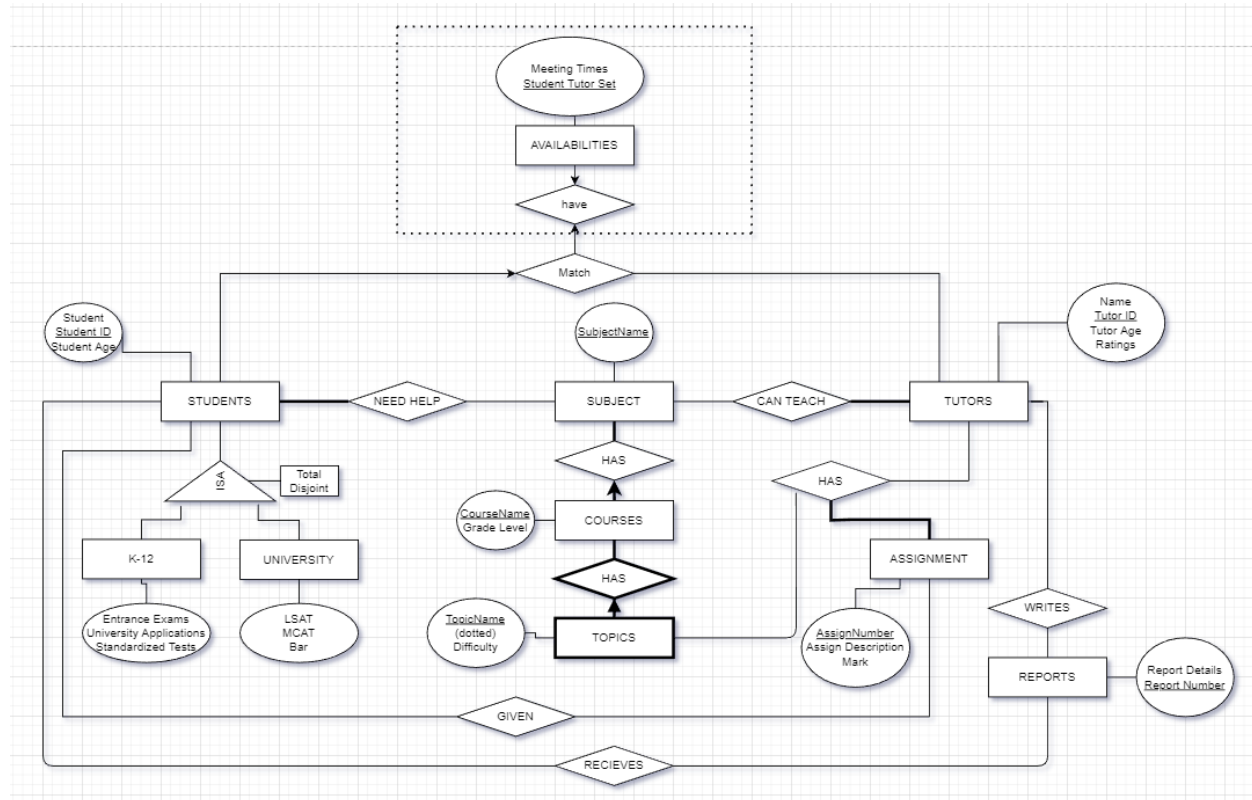 Meeting Times
Student Tutor Set
AVAILABILITIES
have
Match
Student
Student ID
Student Age
SubjectName
Name
Tutor ID
Tutor Age
Ratings
STUDENTS
NEED HELP
SUBJECT
CAN TEACH
TUTORS
ISA
Total
Disjoint
HAS
HAS
CourseName
Grade Level
COURSES
K-12
UNIVERSITY
HAS
ASSIGNMENT
Entrance Exams
University Applications
Standardized Tests
LSAT
MCAT
Bar
TopicName
(dotted)
Difficulty
TOPICS
AssignNumber
Assign Description
Mark
WRITES
REPORTS
Report Details
Report Number
GIVEN
RECIEVES